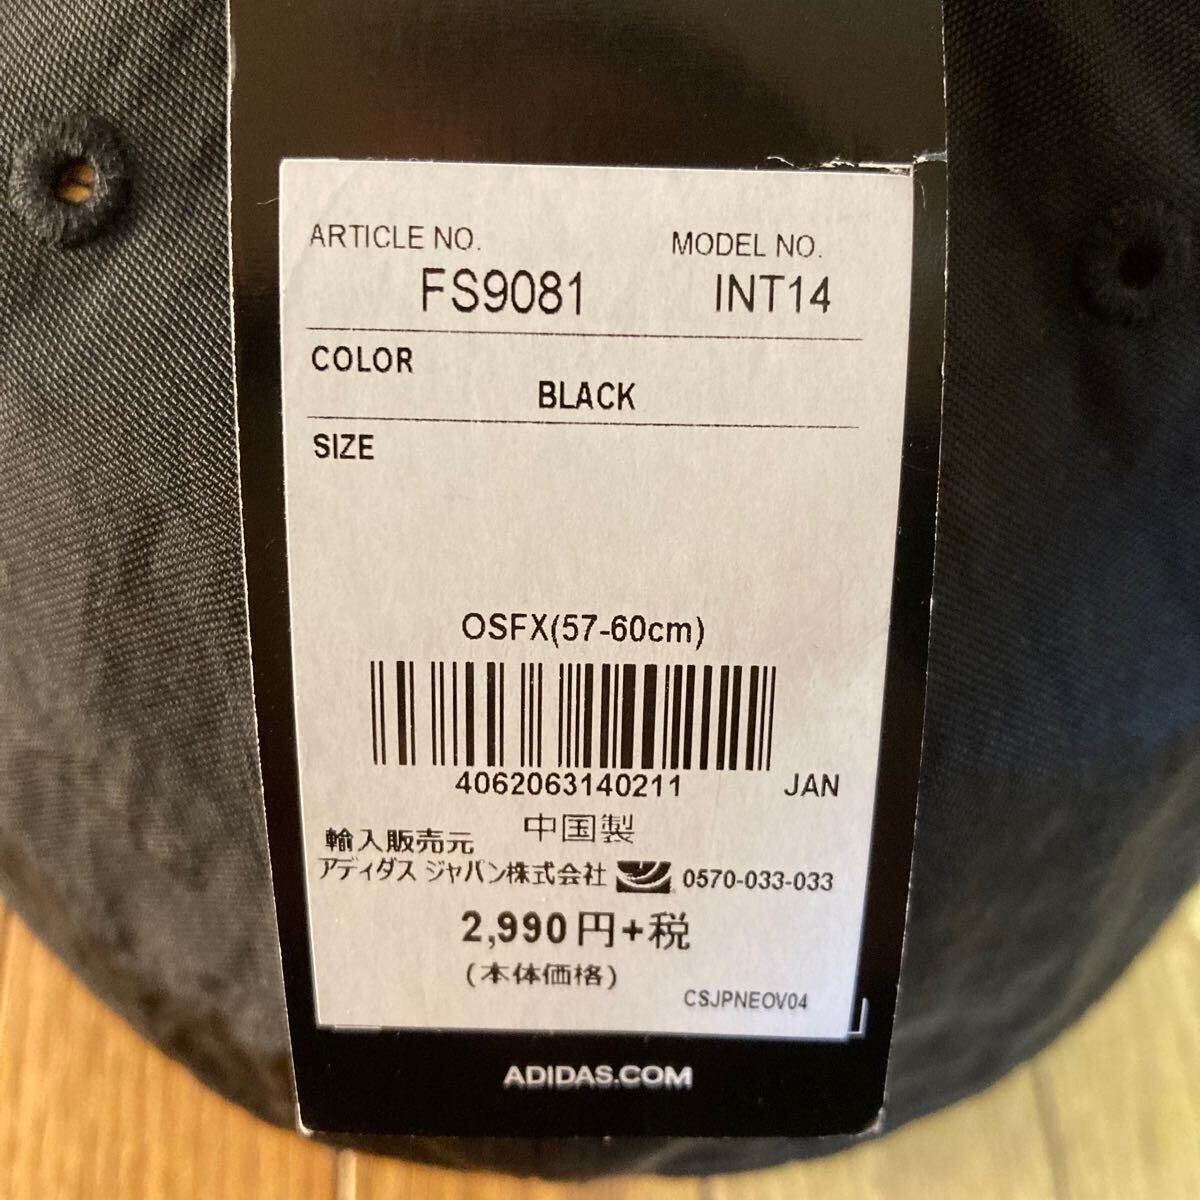 ARTICLE NO. MODEL NO.
FS9081 INT14
COLOR
BLACK
SIZE
OSFX(57-60cm)
4062063140211 JAN
中国製
輸入販売元
アディダス ジャパン株式会社 0570-033-033
2,990円+税
(本体価格)
CSJPNEOV04
ADIDAS.COM